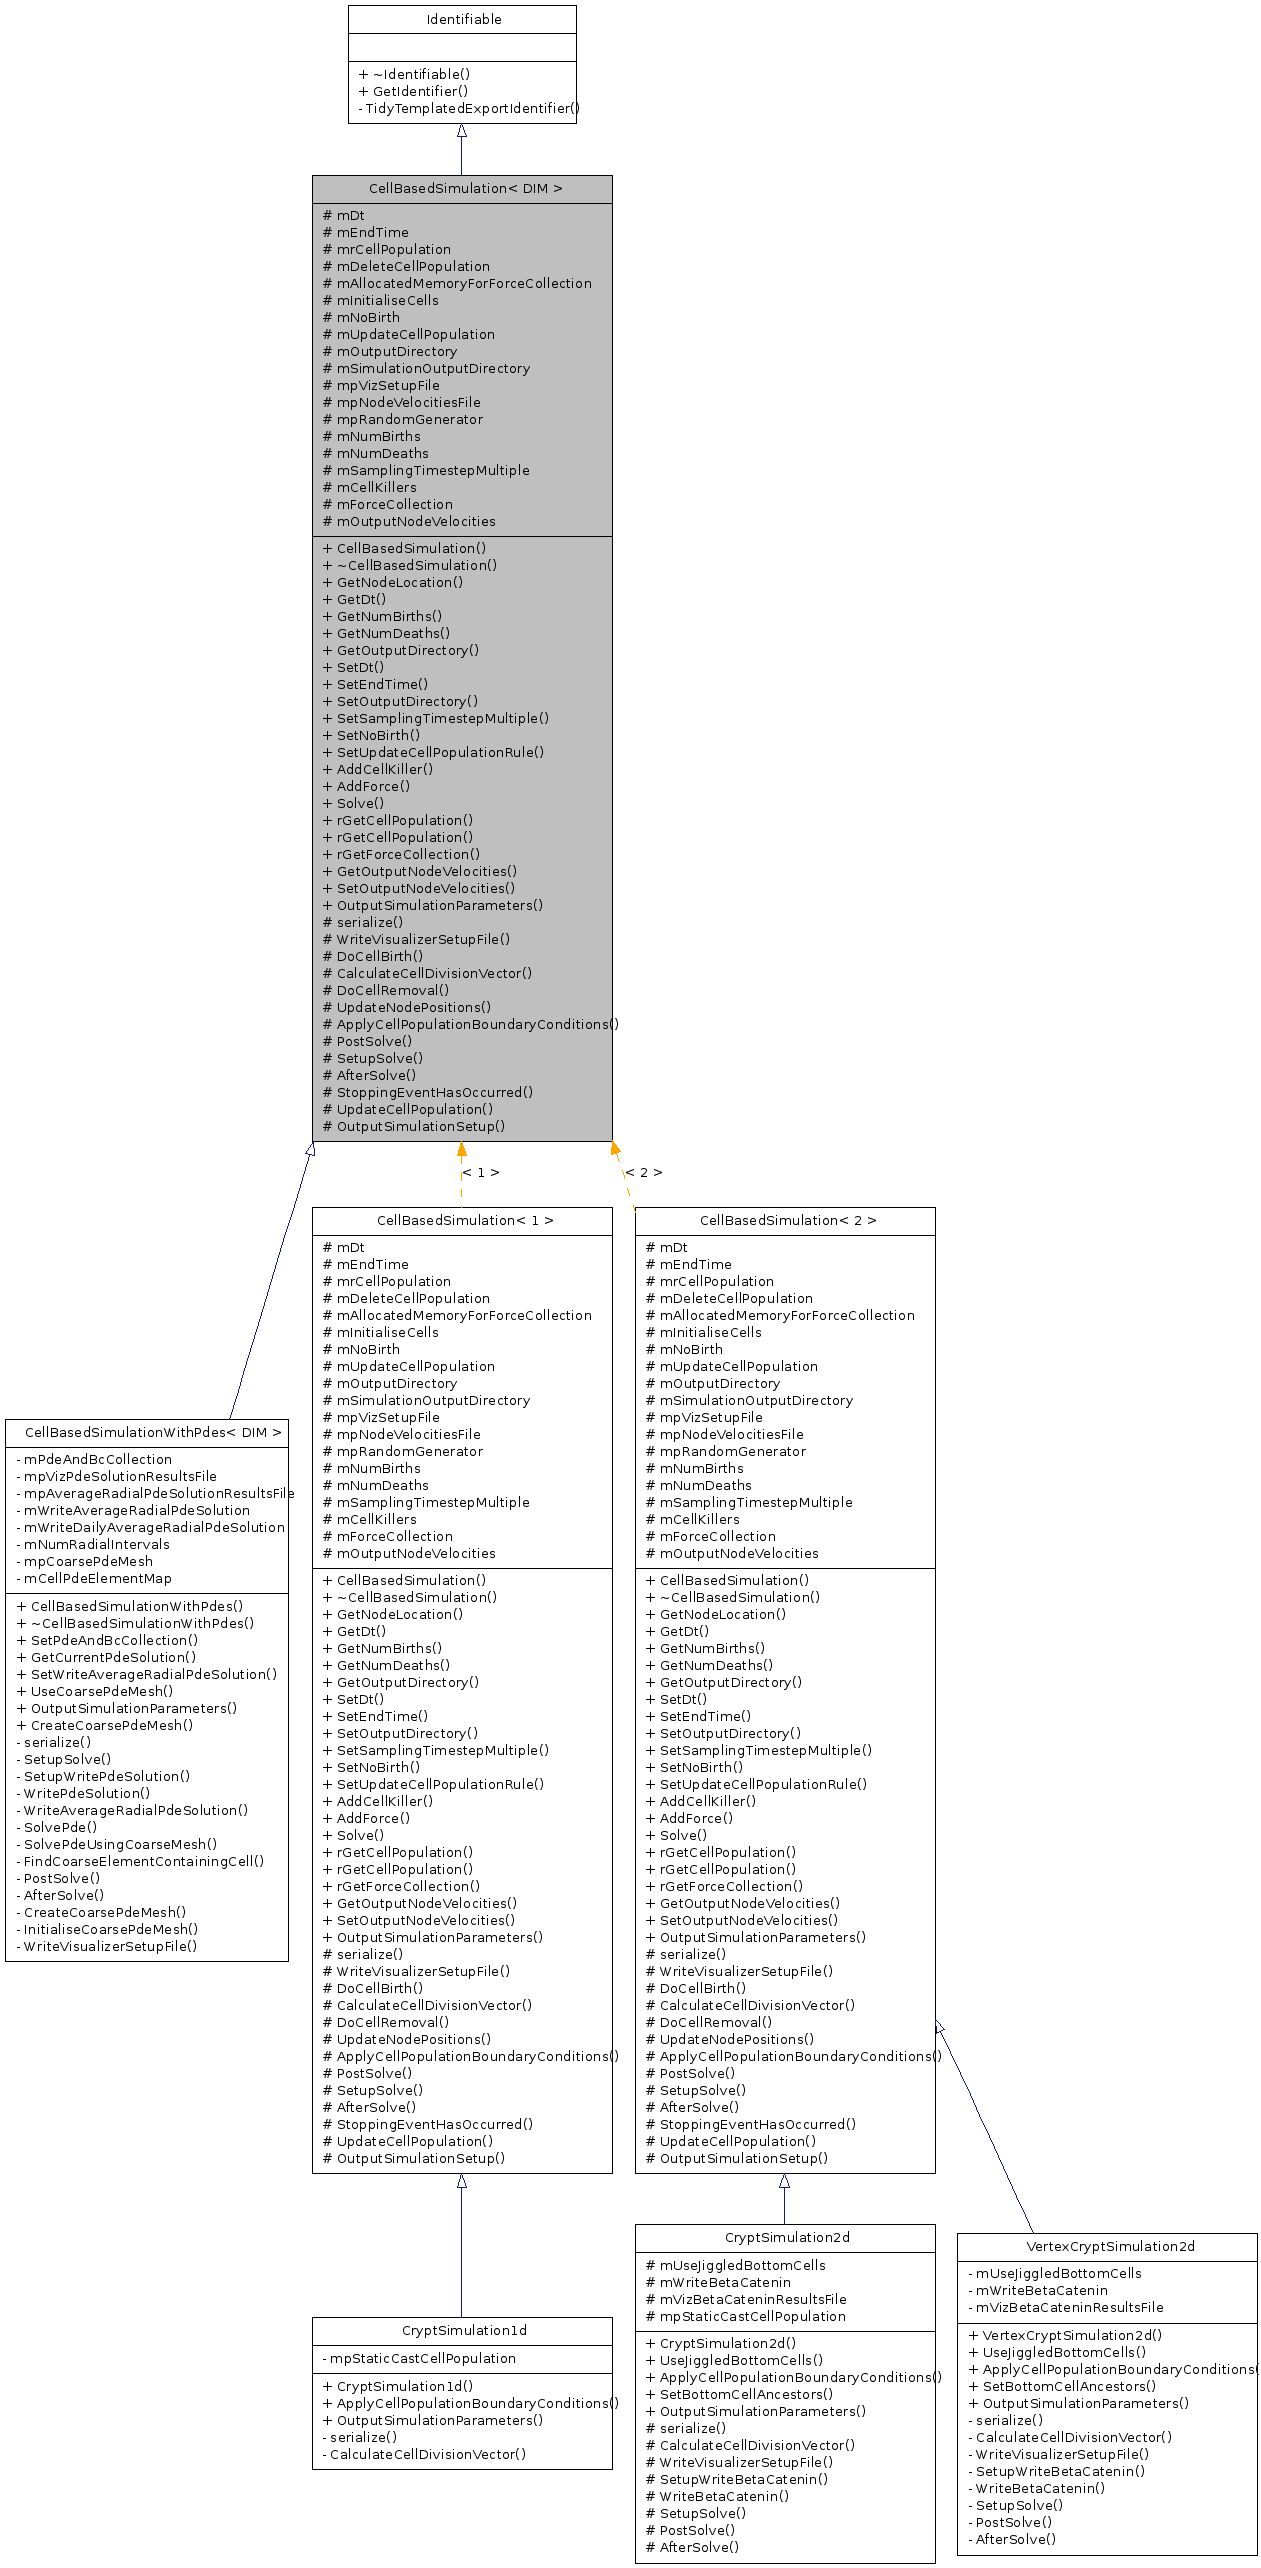 Identifiable
+ ~Identifiable()
+ GetIdentifier()
- TidyTemplatedExportIdentifier()
CellBasedSimulation< DIM >
# mDt
# mEndTime
# mrCellPopulation
# mDeleteCellPopulation
# mAllocatedMemoryForForceCollection
# mInitialiseCells
# mNoBirth
# mUpdateCellPopulation
# mOutputDirectory
# mSimulationOutputDirectory
# mpVizSetupFile
# mpNodeVelocitiesFile
# mpRandomGenerator
# mNumBirths
# mNumDeaths
# mSamplingTimestepMultiple
# mCellKillers
# mForceCollection
# mOutputNodeVelocities
+ CellBasedSimulation()
+ ~CellBasedSimulation()
+ GetNodeLocation()
+ GetDt()
+ GetNumBirths()
+ GetNumDeaths()
+ GetOutputDirectory()
+ SetDt()
+ SetEndTime()
+ SetOutputDirectory()
+ SetSamplingTimestepMultiple()
+ SetNoBirth()
+ SetUpdateCellPopulationRule()
+ AddCellKiller()
+ AddForce()
+ Solve()
+ rGetCellPopulation()
+ rGetCellPopulation()
+ rGetForceCollection()
+ GetOutputNodeVelocities()
+ SetOutputNodeVelocities()
+ OutputSimulationParameters()
# serialize()
# WriteVisualizerSetupFile()
# DoCellBirth()
# CalculateCellDivisionVector()
# DoCellRemoval()
# UpdateNodePositions()
# ApplyCellPopulationBoundaryConditions()
# PostSolve()
# SetupSolve()
# AfterSolve()
# StoppingEventHasOccurred()
# UpdateCellPopulation()
# OutputSimulationSetup()
< 1 >
< 2 >
CellBasedSimulationWithPdes< DIM >
- mPdeAndBcCollection
- mpVizPdeSolutionResultsFile
- mpAverageRadialPdeSolutionResultsFile
- mWriteAverageRadialPdeSolution
- mWriteDailyAverageRadialPdeSolution
- mNumRadialIntervals
- mpCoarsePdeMesh
- mCellPdeElementMap
+ CellBasedSimulationWithPdes()
+ ~CellBasedSimulationWithPdes()
+ SetPdeAndBcCollection()
+ GetCurrentPdeSolution()
+ SetWriteAverageRadialPdeSolution()
+ UseCoarsePdeMesh()
+ OutputSimulationParameters()
+ CreateCoarsePdeMesh()
- serialize()
- SetupSolve()
- SetupWritePdeSolution()
- WritePdeSolution()
- WriteAverageRadialPdeSolution()
- SolvePde()
- SolvePdeUsingCoarseMesh()
- FindCoarseElementContainingCell()
- PostSolve()
- AfterSolve()
- CreateCoarsePdeMesh()
- InitialiseCoarsePdeMesh()
- WriteVisualizerSetupFile()
CellBasedSimulation< 1 >
# mDt
# mEndTime
# mrCellPopulation
# mDeleteCellPopulation
# mAllocatedMemoryForForceCollection
# mInitialiseCells
# mNoBirth
# mUpdateCellPopulation
# mOutputDirectory
# mSimulationOutputDirectory
# mpVizSetupFile
# mpNodeVelocitiesFile
# mpRandomGenerator
# mNumBirths
# mNumDeaths
# mSamplingTimestepMultiple
# mCellKillers
# mForceCollection
# mOutputNodeVelocities
+ CellBasedSimulation()
+ ~CellBasedSimulation()
+ GetNodeLocation()
+ GetDt()
+ GetNumBirths()
+ GetNumDeaths()
+ GetOutputDirectory()
+ SetDt()
+ SetEndTime()
+ SetOutputDirectory()
+ SetSamplingTimestepMultiple()
+ SetNoBirth()
+ SetUpdateCellPopulationRule()
+ AddCellKiller()
+ AddForce()
+ Solve()
+ rGetCellPopulation()
+ rGetCellPopulation()
+ rGetForceCollection()
+ GetOutputNodeVelocities()
+ SetOutputNodeVelocities()
+ OutputSimulationParameters()
# serialize()
# WriteVisualizerSetupFile()
# DoCellBirth()
# CalculateCellDivisionVector()
# DoCellRemoval()
# UpdateNodePositions()
# ApplyCellPopulationBoundaryConditions()
# PostSolve()
# SetupSolve()
# AfterSolve()
# StoppingEventHasOccurred()
# UpdateCellPopulation()
# OutputSimulationSetup()
CellBasedSimulation< 2 >
# mDt
# mEndTime
# mrCellPopulation
# mDeleteCellPopulation
# mAllocatedMemoryForForceCollection
# mInitialiseCells
# mNoBirth
# mUpdateCellPopulation
# mOutputDirectory
# mSimulationOutputDirectory
# mpVizSetupFile
# mpNodeVelocitiesFile
# mpRandomGenerator
# mNumBirths
# mNumDeaths
# mSamplingTimestepMultiple
# mCellKillers
# mForceCollection
# mOutputNodeVelocities
+ CellBasedSimulation()
+ ~CellBasedSimulation()
+ GetNodeLocation()
+ GetDt()
+ GetNumBirths()
+ GetNumDeaths()
+ GetOutputDirectory()
+ SetDt()
+ SetEndTime()
+ SetOutputDirectory()
+ SetSamplingTimestepMultiple()
+ SetNoBirth()
+ SetUpdateCellPopulationRule()
+ AddCellKiller()
+ AddForce()
+ Solve()
+ rGetCellPopulation()
+ rGetCellPopulation()
+ rGetForceCollection()
+ GetOutputNodeVelocities()
+ SetOutputNodeVelocities()
+ OutputSimulationParameters()
# serialize()
# WriteVisualizerSetupFile()
# DoCellBirth()
# CalculateCellDivisionVector()
# DoCellRemoval()
# UpdateNodePositions()
# ApplyCellPopulationBoundaryConditions()
# PostSolve()
# SetupSolve()
# AfterSolve()
# StoppingEventHasOccurred()
# UpdateCellPopulation()
# OutputSimulationSetup()
CryptSimulation1d
- mpStaticCastCellPopulation
+ CryptSimulation1d()
+ ApplyCellPopulationBoundaryConditions()
+ OutputSimulationParameters()
- serialize()
- CalculateCellDivisionVector()
CryptSimulation2d
# mUseJiggledBottomCells
# mWriteBetaCatenin
# mVizBetaCateninResultsFile
# mpStaticCastCellPopulation
+ CryptSimulation2d()
+ UseJiggledBottomCells()
+ ApplyCellPopulationBoundaryConditions()
+ SetBottomCellAncestors()
+ OutputSimulationParameters()
# serialize()
# CalculateCellDivisionVector()
# WriteVisualizerSetupFile()
# SetupWriteBetaCatenin()
# WriteBetaCatenin()
# SetupSolve()
# PostSolve()
# AfterSolve()
VertexCryptSimulation2d
- mUseJiggledBottomCells
- mWriteBetaCatenin
- mVizBetaCateninResultsFile
+ VertexCryptSimulation2d()
+ UseJiggledBottomCells()
+ ApplyCellPopulationBoundaryConditions(
+ SetBottomCellAncestors()
+ OutputSimulationParameters()
- serialize()
- CalculateCellDivisionVector()
- WriteVisualizerSetupFile()
- SetupWriteBetaCatenin()
- WriteBetaCatenin()
- SetupSolve()
- PostSolve()
- AfterSolve()